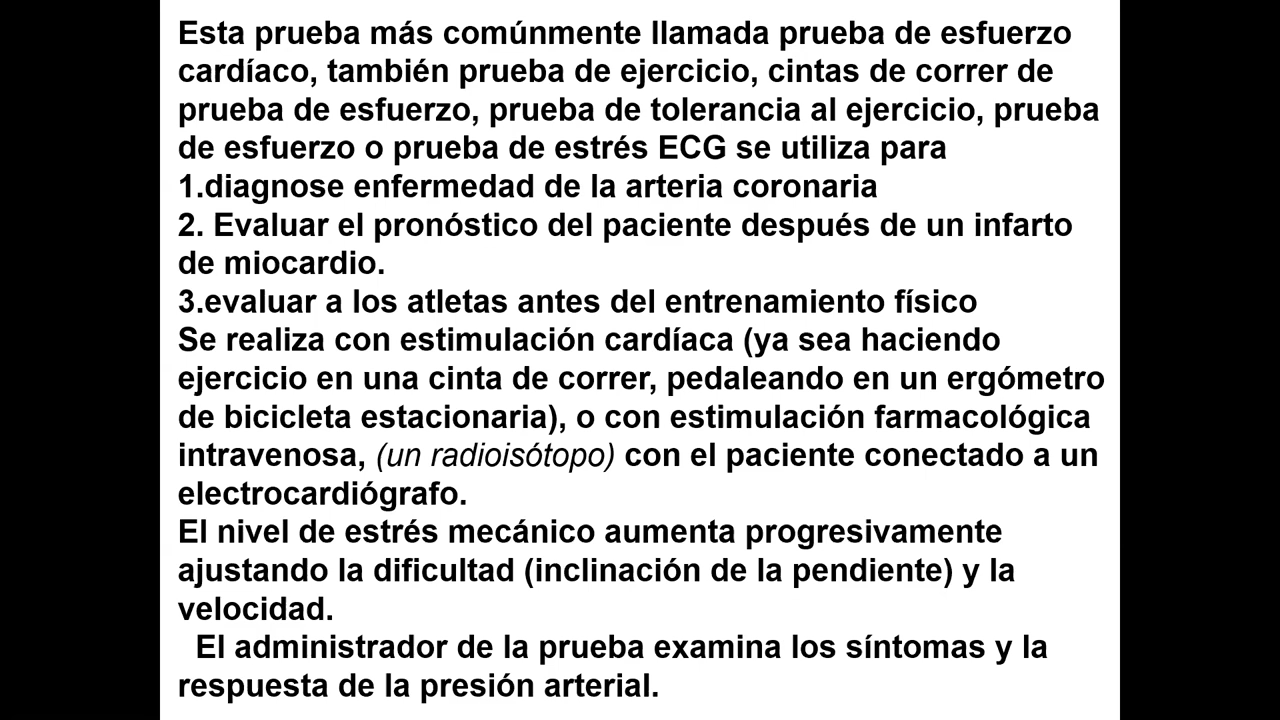 Esta prueba más comúnmente llamada prueba de esfuerzo
cardíaco, también prueba de ejercicio, cintas de correr de
prueba de esfuerzo, prueba de tolerancia al ejercicio, prueba
de esfuerzo o prueba de estrés ECG se utiliza para
1.diagnose enfermedad de la arteria coronaria
2. Evaluar el pronóstico del paciente después de un infarto
de miocardio.
3.evaluar a los atletas antes del entrenamiento físico
Se realiza con estimulación cardíaca (ya sea haciendo
ejercicio en una cinta de correr, pedaleando en un ergómetro
de bicicleta estacionaria), o con estimulación farmacológica
intravenosa, (un radioisótopo) con el paciente conectado a un
electrocardiógrafo.
El nivel de estrés mecánico aumenta progresivamente
ajustando la dificultad (inclinación de la pendiente) y la
velocidad.
El administrador de la prueba examina los síntomas y la
respuesta de la presión arterial.